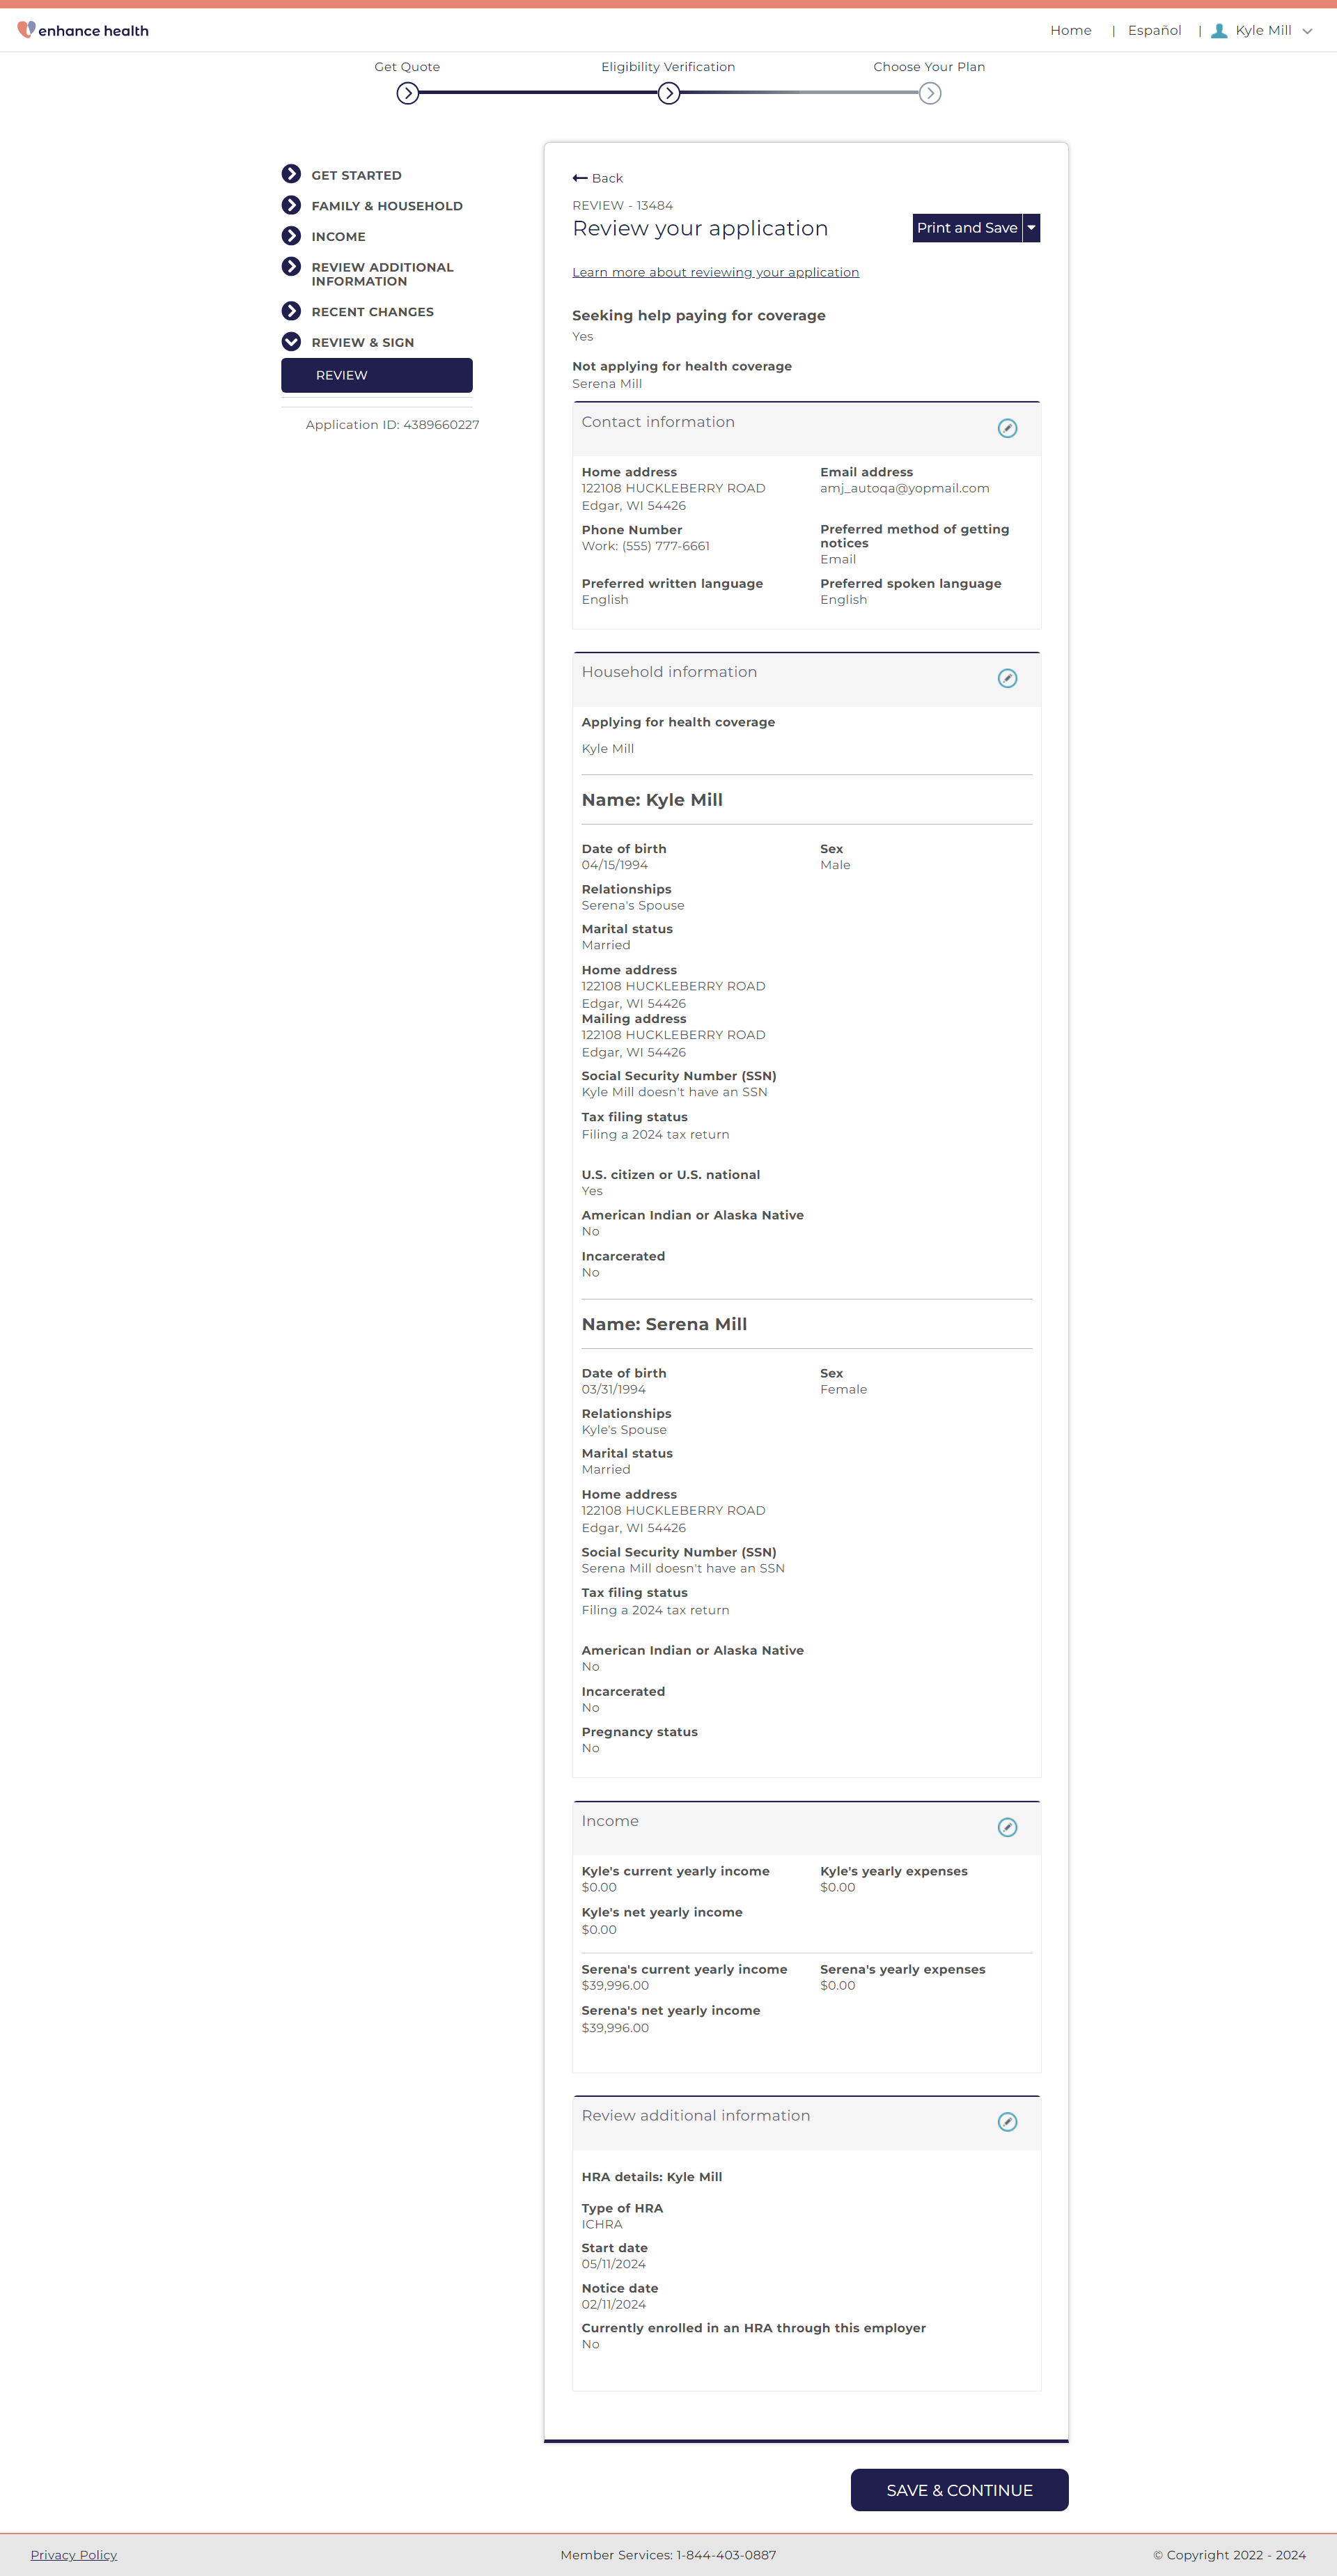 enhance health
Home | Español | Kyle Mill
Get Quote
Eligibility Verification
Choose Your Plan
GET STARTED
FAMILY & HOUSEHOLD
INCOME
REVIEW ADDITIONAL
INFORMATION
RECENT CHANGES
REVIEW & SIGN
REVIEW
Application ID: 4389660227
Back
REVIEW - 13484
Review your application
Print and Save
Learn more about reviewing your application
Seeking help paying for coverage
Yes
Not applying for health coverage
Serena Mill
Contact information
Home address
122108 HUCKLEBERRY ROAD
Edgar, WI 54426
Email address
amj_autoqa@yopmail.com
Phone Number
Work: (555) 777-6661
Preferred method of getting
notices
Email
Preferred written language
English
Preferred spoken language
English
Household information
Applying for health coverage
Kyle Mill
Name: Kyle Mill
Date of birth
04/15/1994
Sex
Male
Relationships
Serena's Spouse
Marital status
Married
Home address
122108 HUCKLEBERRY ROAD
Edgar, WI 54426
Mailing address
122108 HUCKLEBERRY ROAD
Edgar, WI 54426
Social Security Number (SSN)
Kyle Mill doesn't have an SSN
Tax filing status
Filing a 2024 tax return
U.S. citizen or U.S. national
Yes
American Indian or Alaska Native
No
Incarcerated
No
Name: Serena Mill
Date of birth
03/31/1994
Sex
Female
Relationships
Kyle's Spouse
Marital status
Married
Home address
122108 HUCKLEBERRY ROAD
Edgar, WI 54426
Social Security Number (SSN)
Serena Mill doesn't have an SSN
Tax filing status
Filing a 2024 tax return
American Indian or Alaska Native
No
Incarcerated
No
Pregnancy status
No
Income
Kyle's current yearly income
$0.00
Kyle's yearly expenses
$0.00
Kyle's net yearly income
$0.00
Serena's current yearly income
$39,996.00
Serena's yearly expenses
$0.00
Serena's net yearly income
$39,996.00
Review additional information
HRA details: Kyle Mill
Type of HRA
ICHRA
Start date
05/11/2024
Notice date
02/11/2024
Currently enrolled in an HRA through this employer
No
SAVE & CONTINUE
Privacy Policy
Member Services: 1-844-403-0887
© Copyright 2022 - 2024